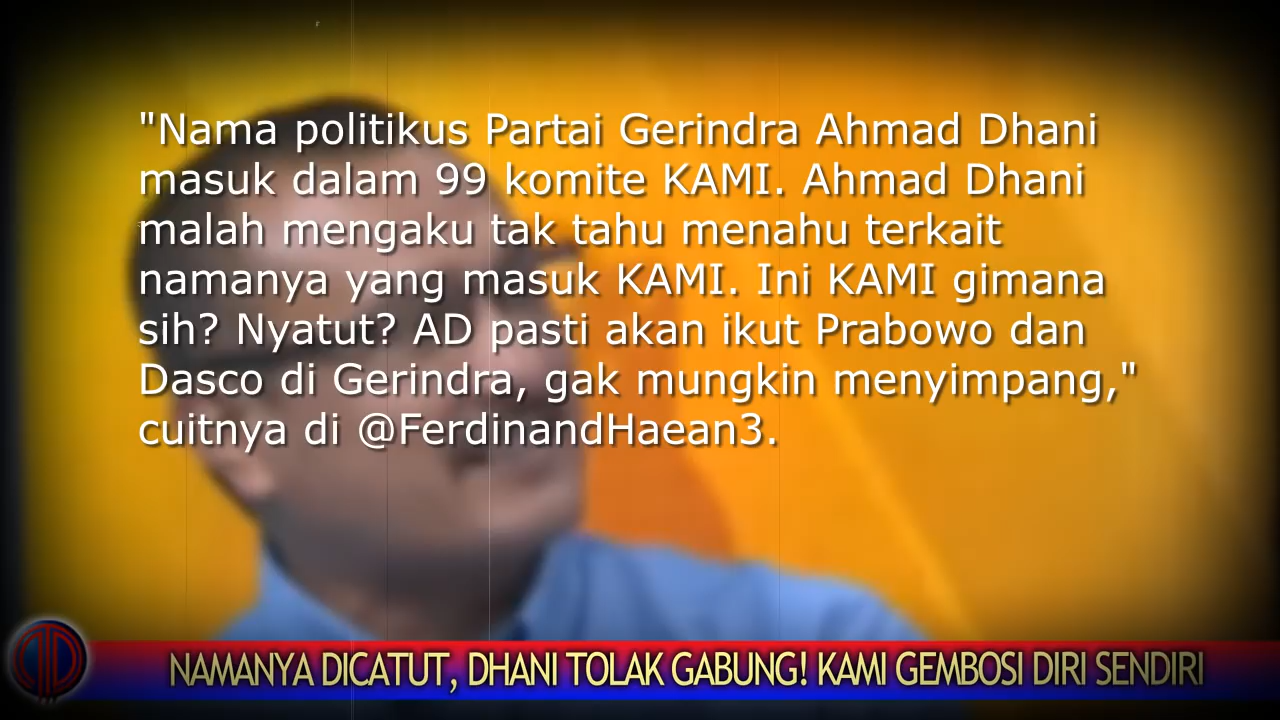 "Nama politikus Partai Gerindra Ahmad Dhani
masuk dalam 99 komite KAMI. Ahmad Dhani
malah mengaku tak tahu menahu terkait
namanya yang masuk KAMI. Ini KAMI gimana
sih? Nyatut? AD pasti akan ikut Prabowo dan
Dasco di Gerindra, gak mungkin menyimpang,"
cuitnya di @FerdinandHaean3.
NAMANYA DICATUT, DHANI TOLAK GABUNG! KAMI GEMBOSI DIRI SENDIRI